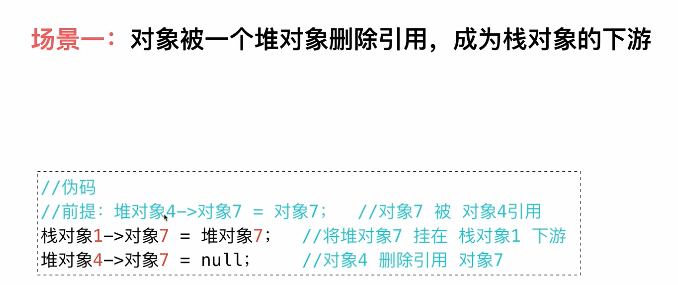 场景一：对象被一个堆对象删除引用，成为栈对象的下游
//伪码
//前提：堆对象4->对象7 = 对象7； //对象7 被 对象4引用
栈对象1->对象7 = 堆对象7； //将堆对象7 挂在 栈对象1 下游
堆对象4->对象7 = null； //对象4 删除引用 对象7